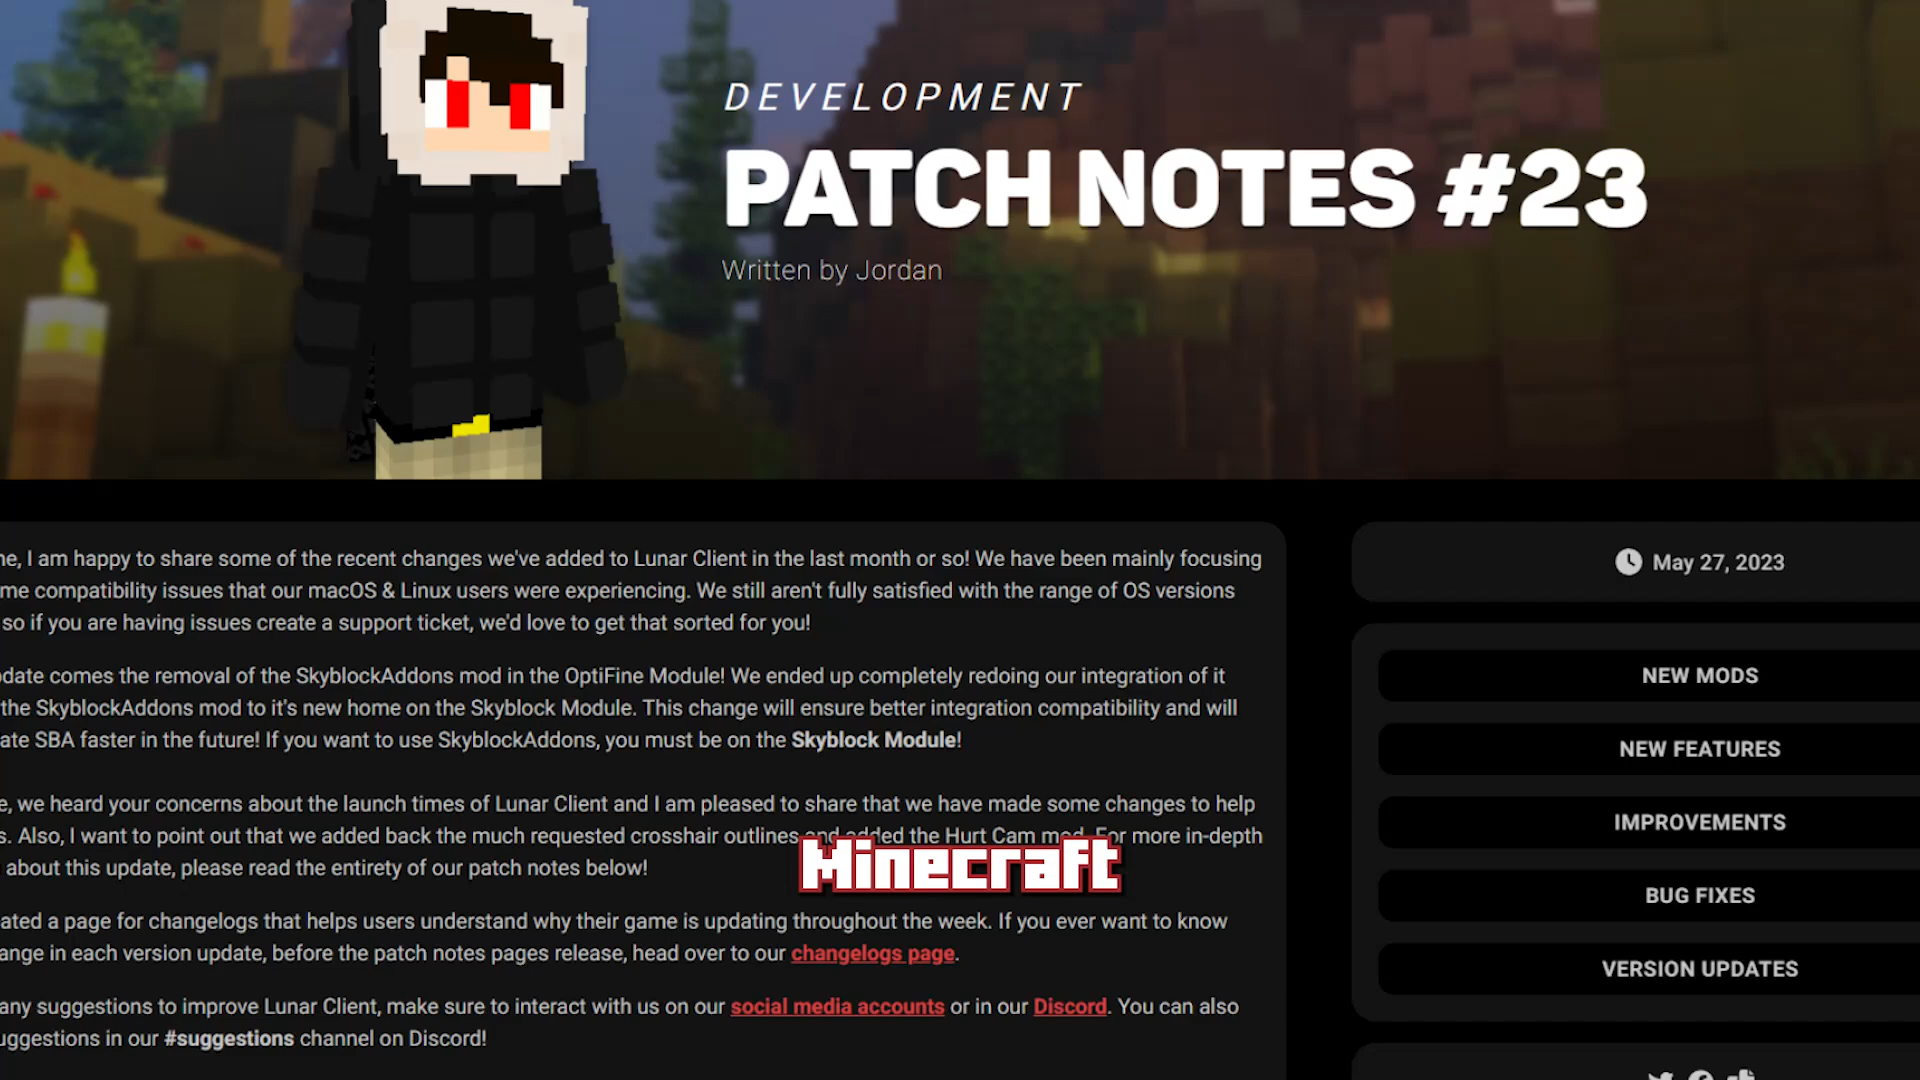 DEVELOPMENT
PATCH NOTES #23
Written by Jordan
ne, I am happy to share some of the recent changes we've added to Lunar Client in the last month or so! We have been mainly focusing
me compatibility issues that our macOS & Linux users were experiencing. We still aren't fully satisfied with the range of OS versions
so if you are having issues create a support ticket, we'd love to get that sorted for you!
date comes the removal of the SkyblockAddons mod in the OptiFine Module! We ended up completely redoing our integration of it
the SkyblockAddons mod to it's new home on the Skyblock Module. This change will ensure better integration compatibility and will
ate SBA faster in the future! If you want to use SkyblockAddons, you must be on the Skyblock Module!
e, we heard your concerns about the launch times of Lunar Client and I am pleased to share that we have made some changes to help
s. Also, I want to point out that we added back the much requested crosshair outlines and added the Hurt Cam mod. For more in-depth
about this update, please read the entirety of our patch notes below!
Minecraft
ated a page for changelogs that helps users understand why their game is updating throughout the week. If you ever want to know
ange in each version update, before the patch notes pages release, head over to our changelogs page.
any suggestions to improve Lunar Client, make sure to interact with us on our social media accounts or in our Discord. You can also
uggestions in our #suggestions channel on Discord!
May 27, 2023
NEW MODS
NEW FEATURES
IMPROVEMENTS
BUG FIXES
VERSION UPDATES